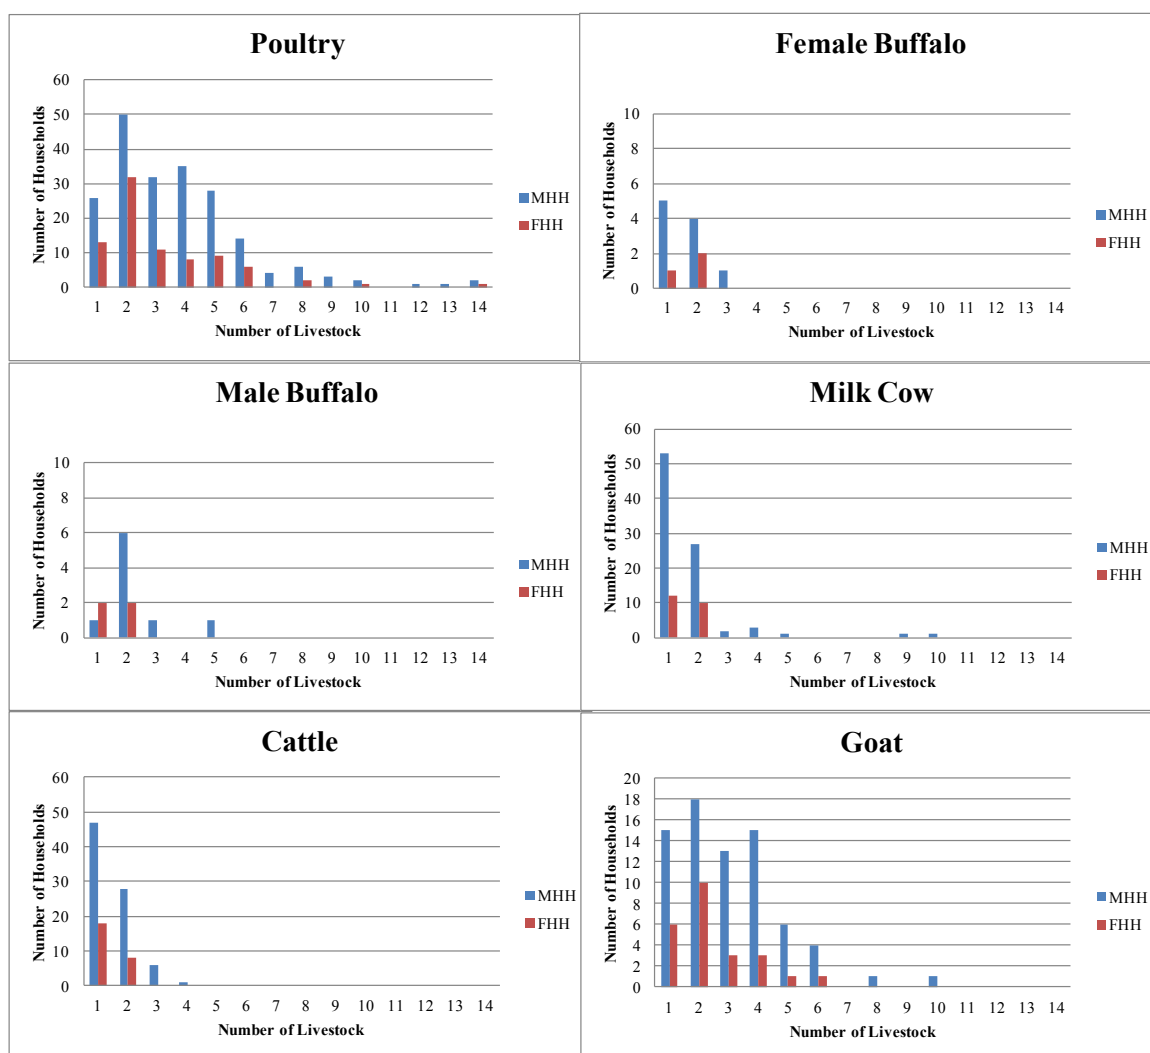 Poultry
60
50
40
30
20
10
0
Number of Households
1 2 3 4 5 6 7 8 9 10 11 12 13 14
Number of Livestock
MHH
FHH
Female Buffalo
10
8
6
4
2
0
Number of Households
1 2 3 4 5 6 7 8 9 10 11 12 13 14
Number of Livestock
MHH
FHH
Male Buffalo
10
8
6
4
2
0
Number of Households
1 2 3 4 5 6 7 8 9 10 11 12 13 14
Number of Livestock
MHH
FHH
Milk Cow
60
50
40
30
20
10
0
Number of Households
1 2 3 4 5 6 7 8 9 10 11 12 13 14
Number of Livestock
MHH
FHH
Cattle
60
50
40
30
20
10
0
Number of Households
1 2 3 4 5 6 7 8 9 10 11 12 13 14
Number of Livestock
MHH
FHH
Goat
20
18
16
14
12
10
8
6
4
2
0
Number of Households
1 2 3 4 5 6 7 8 9 10 11 12 13 14
Number of Livestock
MHH
FHH